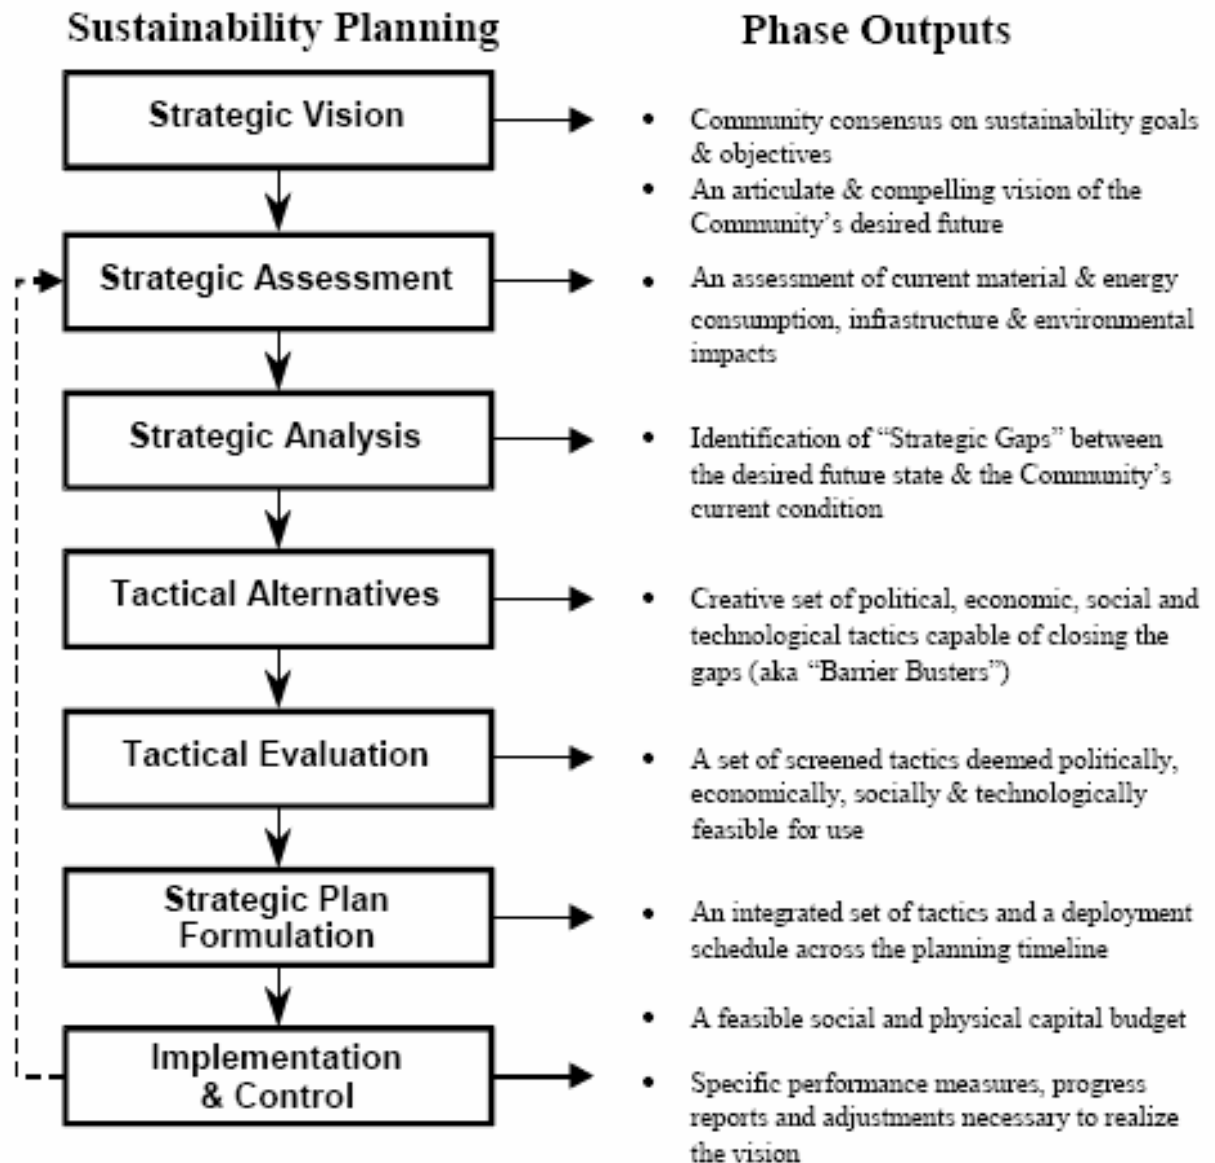 Sustainability Planning
Phase Outputs
Strategic Vision
• Community consensus on sustainability goals
& objectives
• An articulate & compelling vision of the
Community's desired future
Strategic Assessment
• An assessment of current material & energy
consumption, infrastructure & environmental
impacts
Strategic Analysis
• Identification of “Strategic Gaps” between
the desired future state & the Community's
current condition
Tactical Alternatives
• Creative set of political, economic, social and
technological tactics capable of closing the
gaps (aka “Barrier Busters”)
Tactical Evaluation
• A set of screened tactics deemed politically,
economically, socially & technologically
feasible for use
Strategic Plan
Formulation
• An integrated set of tactics and a deployment
schedule across the planning timeline
Implementation
& Control
• A feasible social and physical capital budget
• Specific performance measures, progress
reports and adjustments necessary to realize
the vision